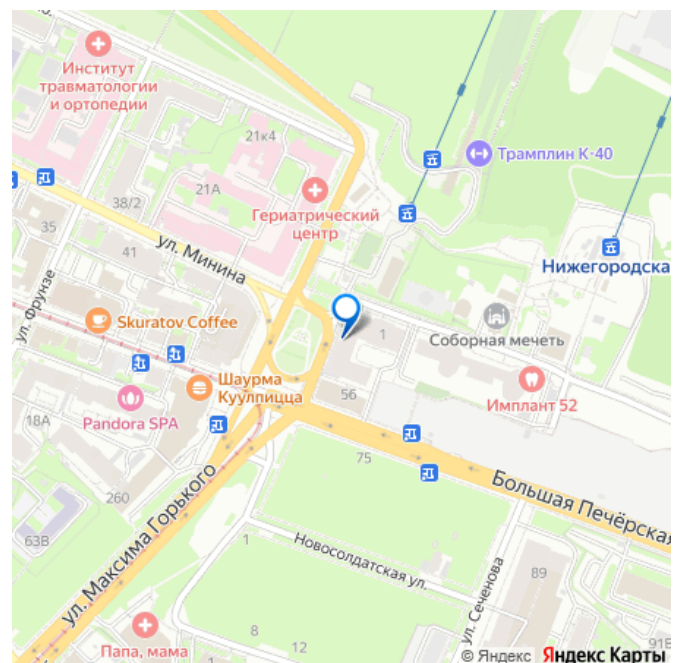 Институт
травматологии
и ортопедии
21к4
Трамплин К-40
21А
38/2
Гериатрический
центр
35
ул. Минина
41
Нижегородска
ул. Фрунзе
Skuratov Coffee
1
Соборная мечеть
Шаурма
Куулпицца
Имплант 52
56
Pandora SPA
18А
75
260
Большая Печёрская
ул. Максима Горького
63В
1
Новосолдатская ул.
ул. Сеченова
89
8
12
Папа, мама
91Б
© Яндекс Яндекс Карты